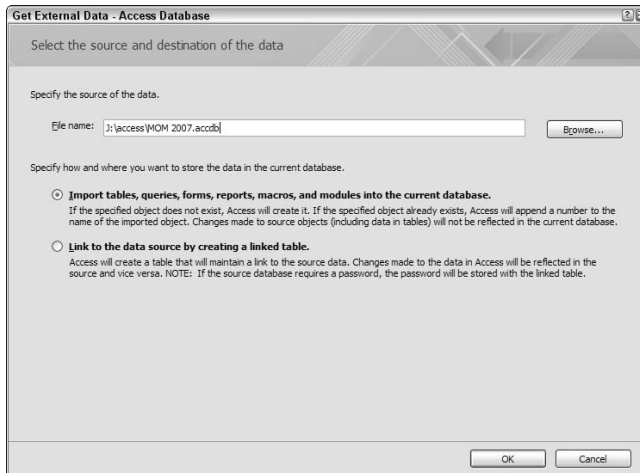 Get External Data - Access Database
Select the source and destination of the data
Specify the source of the data.
File name: J:\access\MOM 2007.accdb
Browse...
Specify how and where you want to store the data in the current database.
Import tables, queries, forms, reports, macros, and modules into the current database.
If the specified object does not exist, Access will create it. If the specified object already exists, Access will append a number to the
name of the imported object. Changes made to source objects (including data in tables) will not be reflected in the current database.
Link to the data source by creating a linked table.
Access will create a table that will maintain a link to the source data. Changes made to the data in Access will be reflected in the
source and vice versa. NOTE: If the source database requires a password, the password will be stored with the linked table.
OK Cancel